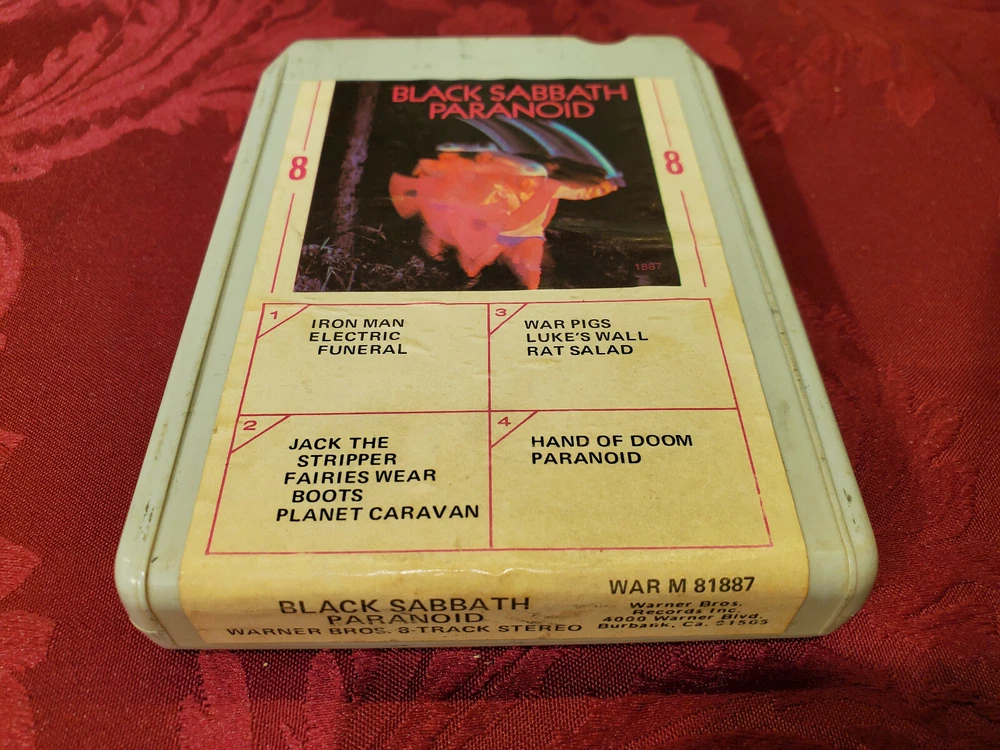 BLACK SABBATH
PARANOID
8
8
1887
1
IRON MAN
ELECTRIC
FUNERAL
2
JACK THE
STRIPPER
FAIRIES WEAR
BOOTS
PLANET CARAVAN
3
WAR PIGS
LUKE'S WALL
RAT SALAD
4
HAND OF DOOM
PARANOID
WAR M 81887
BLACK SABBATH
PARANOID
WARNER BROS. 8-TRACK STEREO
Warner Bros.
Records Inc.
4000 Warner Blvd.
Burbank, Ca.